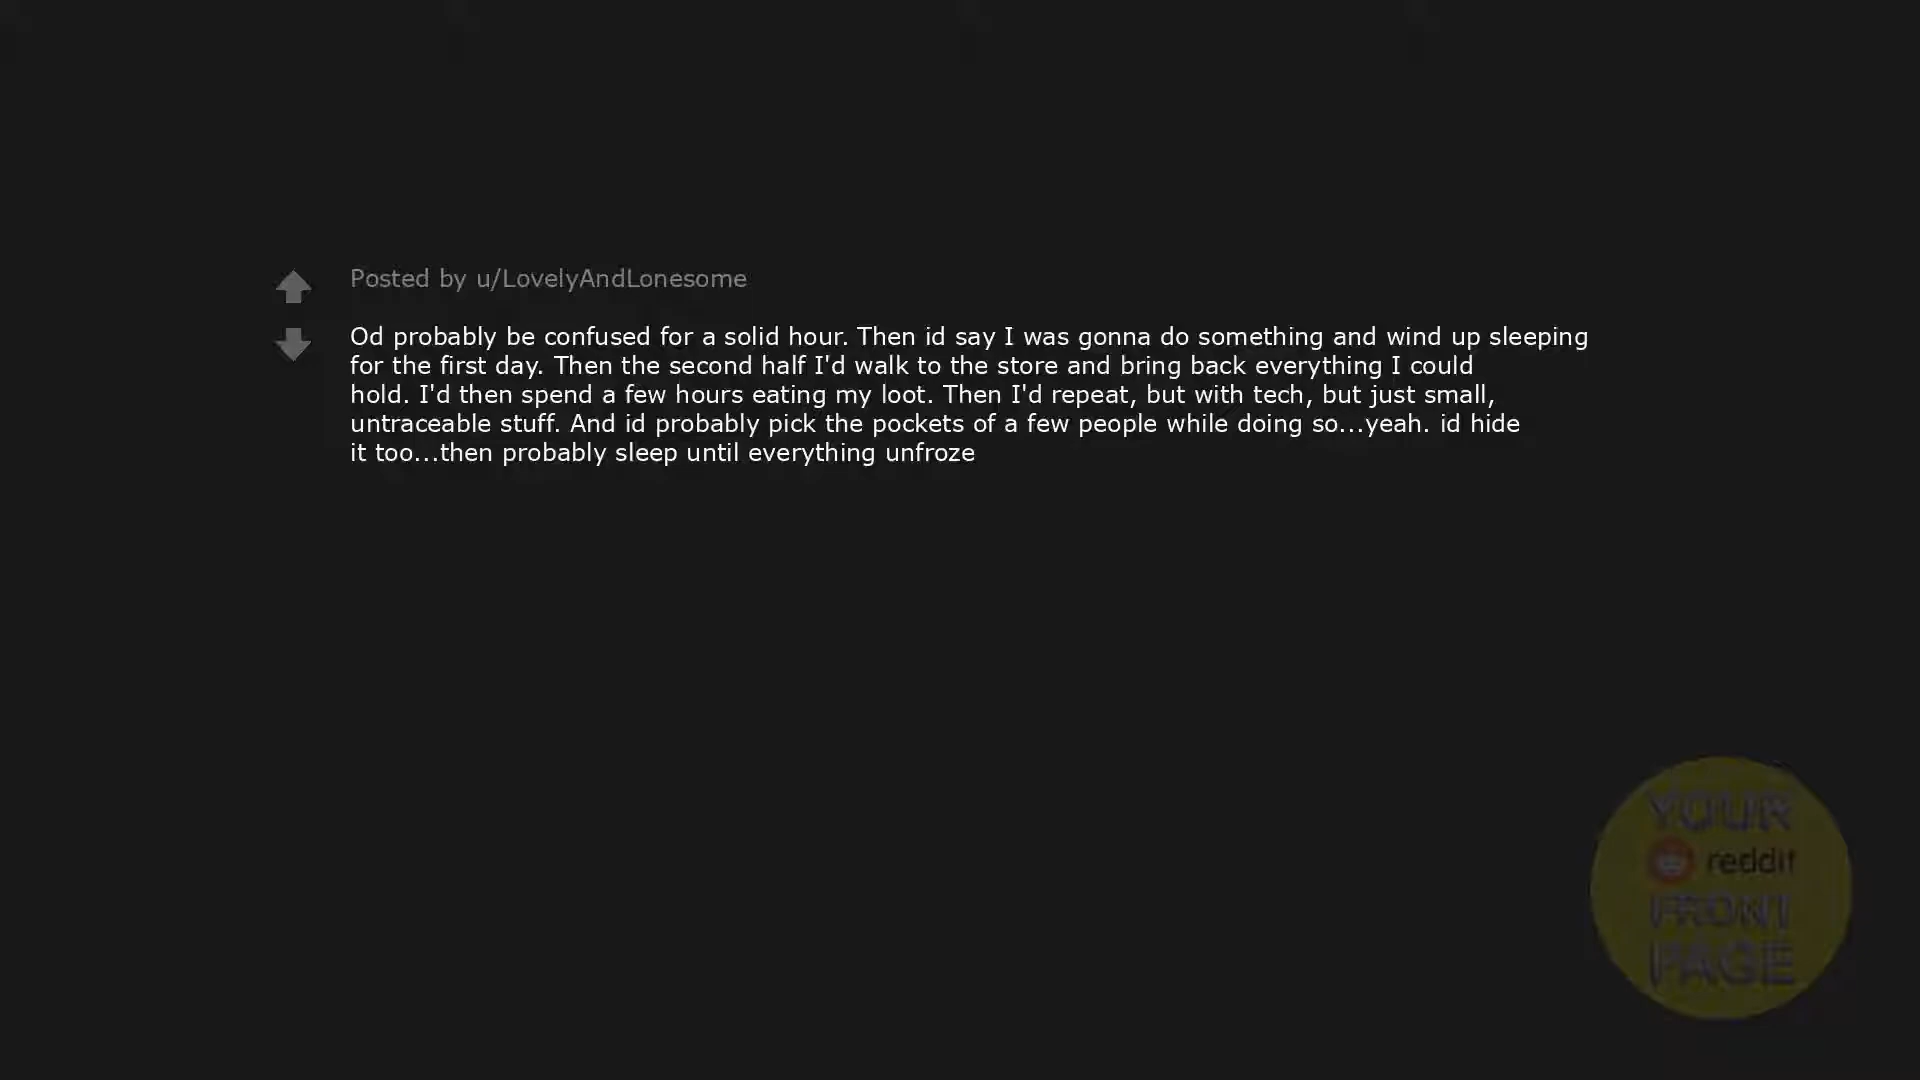 Posted by u/LovelyAndLonesome
Od probably be confused for a solid hour. Then id say I was gonna do something and wind up sleeping
for the first day. Then the second half I'd walk to the store and bring back everything I could
hold. I'd then spend a few hours eating my loot. Then I'd repeat, but with tech, but just small,
untraceable stuff. And id probably pick the pockets of a few people while doing so...yeah. id hide
it too...then probably sleep until everything unfroze
YOUR
reddit
FRONT
PAGE